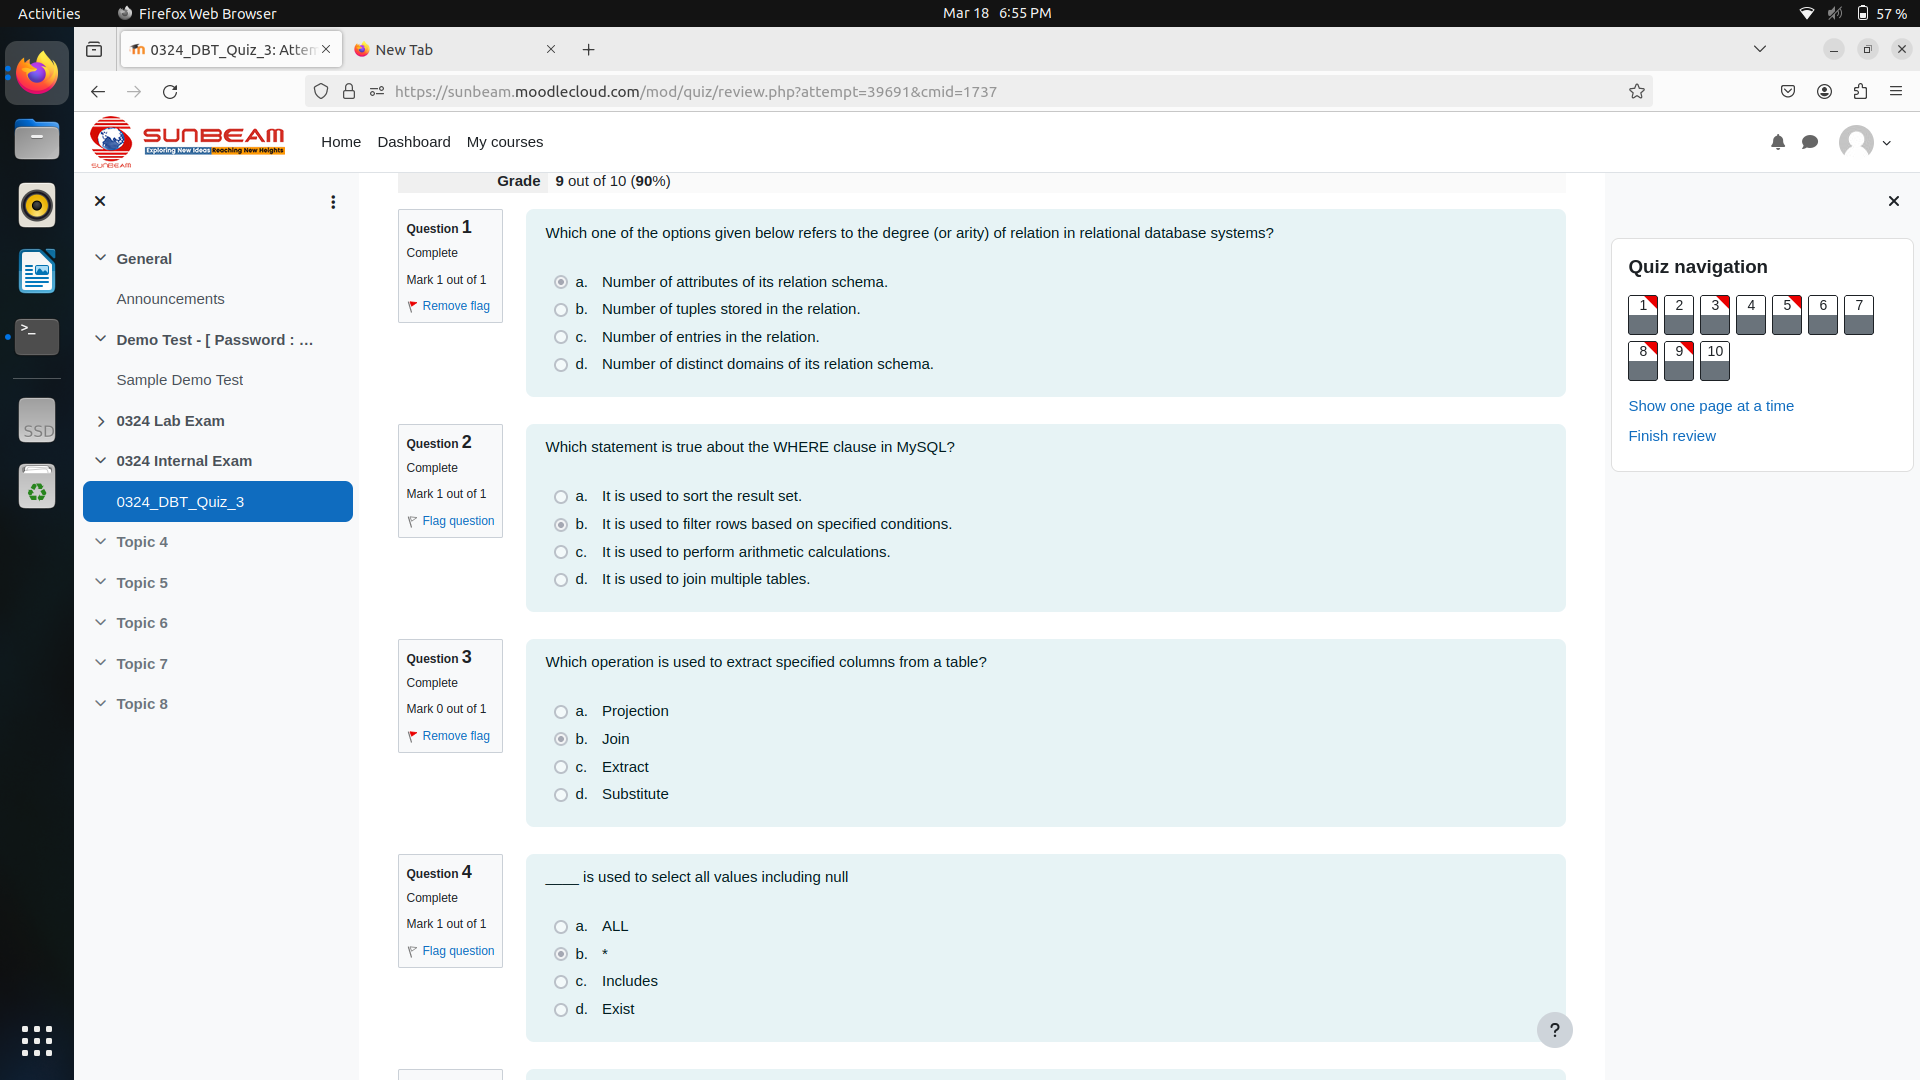 Activities
Firefox Web Browser
Mar 18 6:55 PM
57 %
0324_DBT_Quiz_3: Atte
New Tab
https://sunbeam.moodlecloud.com/mod/quiz/review.php?attempt=39691&cmid=1737
SUNBEAM
Exploring New Ideas Reaching New Heights
SUNBEAM
Home
Dashboard
My courses
General
Announcements
Demo Test - [ Password : ...
Sample Demo Test
0324 Lab Exam
0324 Internal Exam
0324_DBT_Quiz_3
Topic 4
Topic 5
Topic 6
Topic 7
Topic 8
SSD
>_
Grade 9 out of 10 (90%)
Question 1
Complete
Mark 1 out of 1
Remove flag
Which one of the options given below refers to the degree (or arity) of relation in relational database systems?
a. Number of attributes of its relation schema.
b. Number of tuples stored in the relation.
c. Number of entries in the relation.
d. Number of distinct domains of its relation schema.
Question 2
Complete
Mark 1 out of 1
Flag question
Which statement is true about the WHERE clause in MySQL?
a. It is used to sort the result set.
b. It is used to filter rows based on specified conditions.
c. It is used to perform arithmetic calculations.
d. It is used to join multiple tables.
Question 3
Complete
Mark 0 out of 1
Remove flag
Which operation is used to extract specified columns from a table?
a. Projection
b. Join
c. Extract
d. Substitute
Question 4
Complete
Mark 1 out of 1
Flag question
____ is used to select all values including null
a. ALL
b. *
c. Includes
d. Exist
?
Quiz navigation
1 2 3 4 5 6 7
8 9 10
Show one page at a time
Finish review